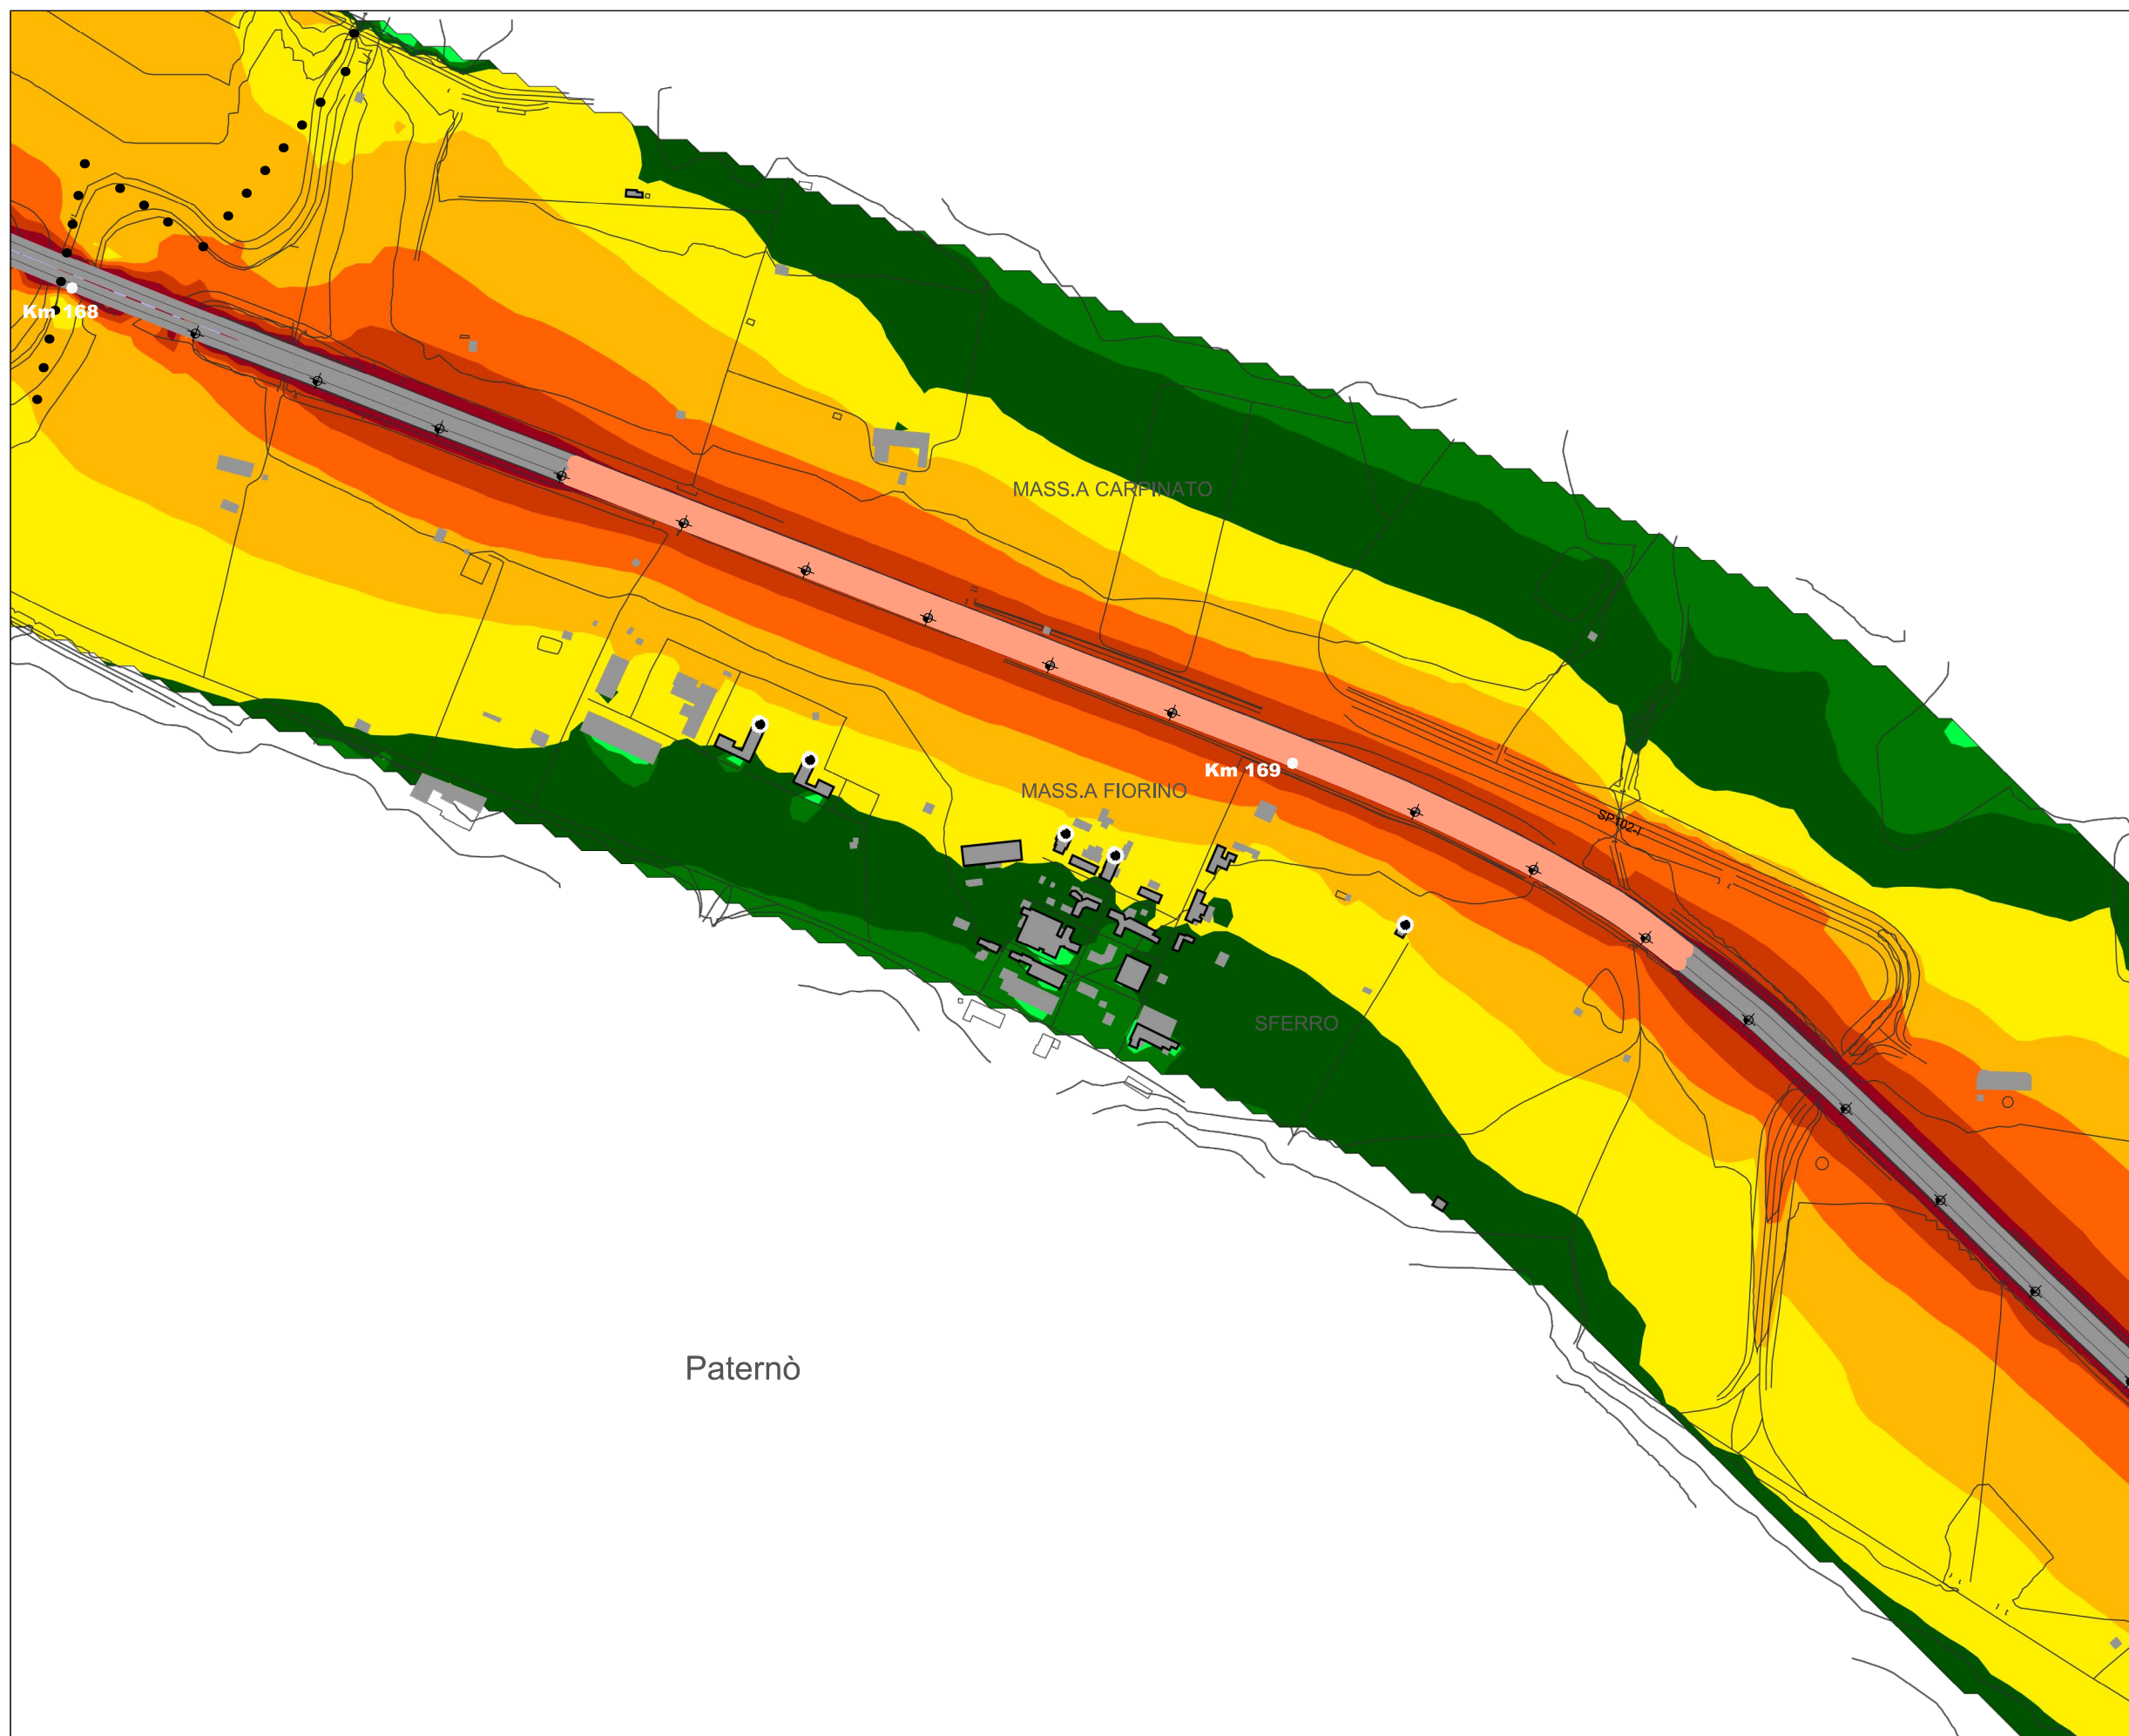 Km 168
MASS.A CARPINATO
Km 169
MASS.A FIORINO
SP102-I
SFERRO
Paternò